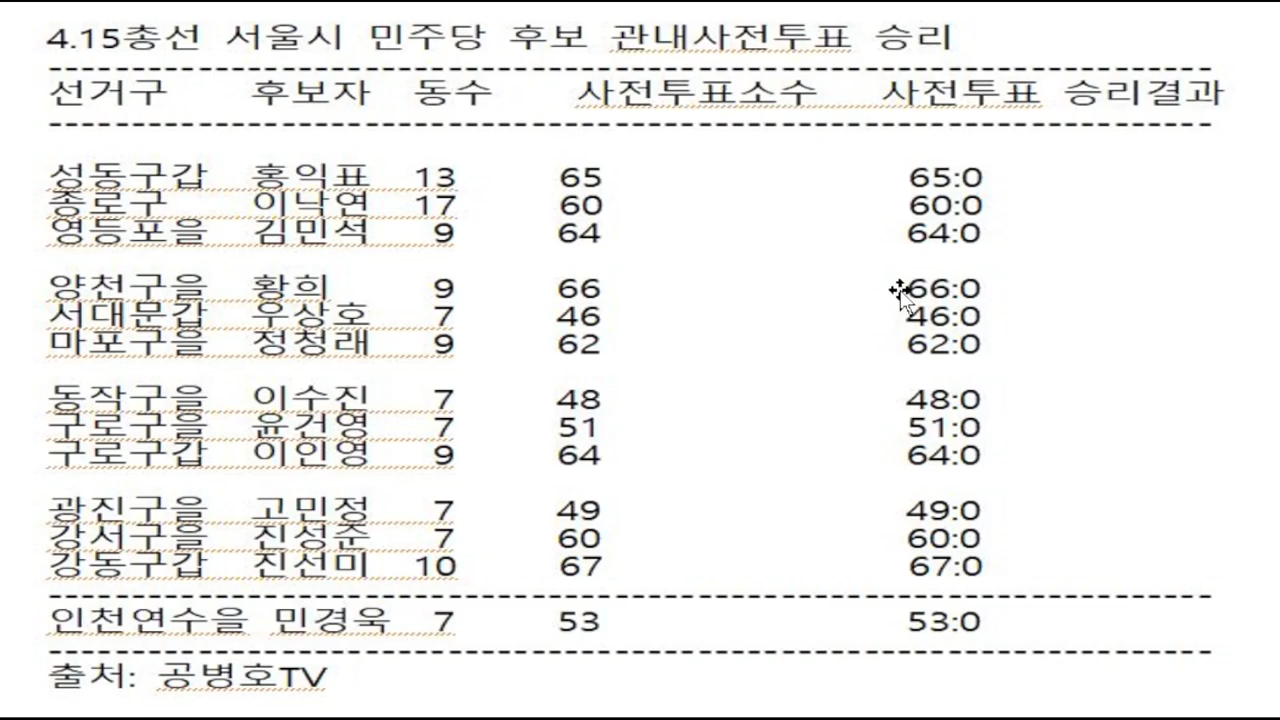 4.15총선 서울시 민주당 후보 관내사전투표 승리
선거구 후보자 동수 사전투표소수 사전투표 승리결과
성동구갑 홍익표 13 65 65:0
종로구 이낙연 17 60 60:0
영등포을 김민석 9 64 64:0
양천구을 황희 9 66 66:0
서대문갑 우상호 7 46 46:0
마포구을 정청래 9 62 62:0
동작구을 이수진 7 48 48:0
구로구을 윤건영 7 51 51:0
구로구갑 이인영 9 64 64:0
광진구을 고민정 7 49 49:0
강서구을 진성준 7 60 60:0
강동구갑 진선미 10 67 67:0
인천연수을 민경욱 7 53 53:0
출처: 공병호TV